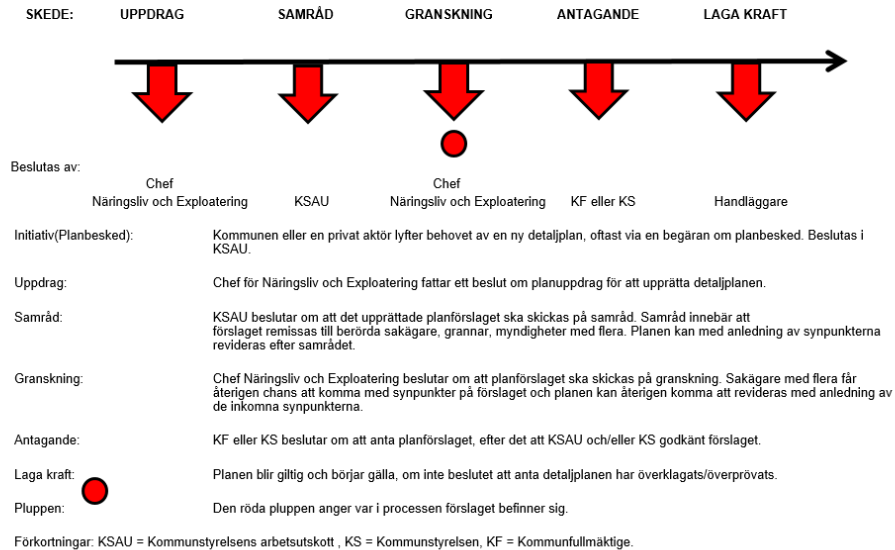 SKEDE: UPPDRAG SAMRÅD GRANSKNING ANTAGANDE LAGA KRAFT
Beslutas av:
Chef Chef
Näringsliv och Exploatering KSAU Näringsliv och Exploatering KF eller KS Handläggare
Initiativ(Planbesked): Kommunen eller en privat aktör lyfter behovet av en ny detaljplan, oftast via en begäran om planbesked. Beslutas i
KSAU.
Uppdrag: Chef för Näringsliv och Exploatering fattar ett beslut om planuppdrag för att upprätta detaljplanen.
Samråd: KSAU beslutar om att det upprättade planförslaget ska skickas på samråd. Samråd innebär att
förslaget remissas till berörda sakägare, grannar, myndigheter med flera. Planen kan med anledning av synpunkterna
revideras efter samrådet.
Granskning: Chef Näringsliv och Exploatering beslutar om att planförslaget ska skickas på granskning. Sakägare med flera får
återigen chans att komma med synpunkter på förslaget och planen kan återigen komma att revideras med anledning av
de inkomna synpunkterna.
Antagande: KF eller KS beslutar om att anta planförslaget, efter det att KSAU och/eller KS godkänt förslaget.
Laga kraft: Planen blir giltig och börjar gälla, om inte beslutet att anta detaljplanen har överklagats/överprövats.
Pluppen: Den röda pluppen anger var i processen förslaget befinner sig.
Förkortningar: KSAU = Kommunstyrelsens arbetsutskott , KS = Kommunstyrelsen, KF = Kommunfullmäktige.